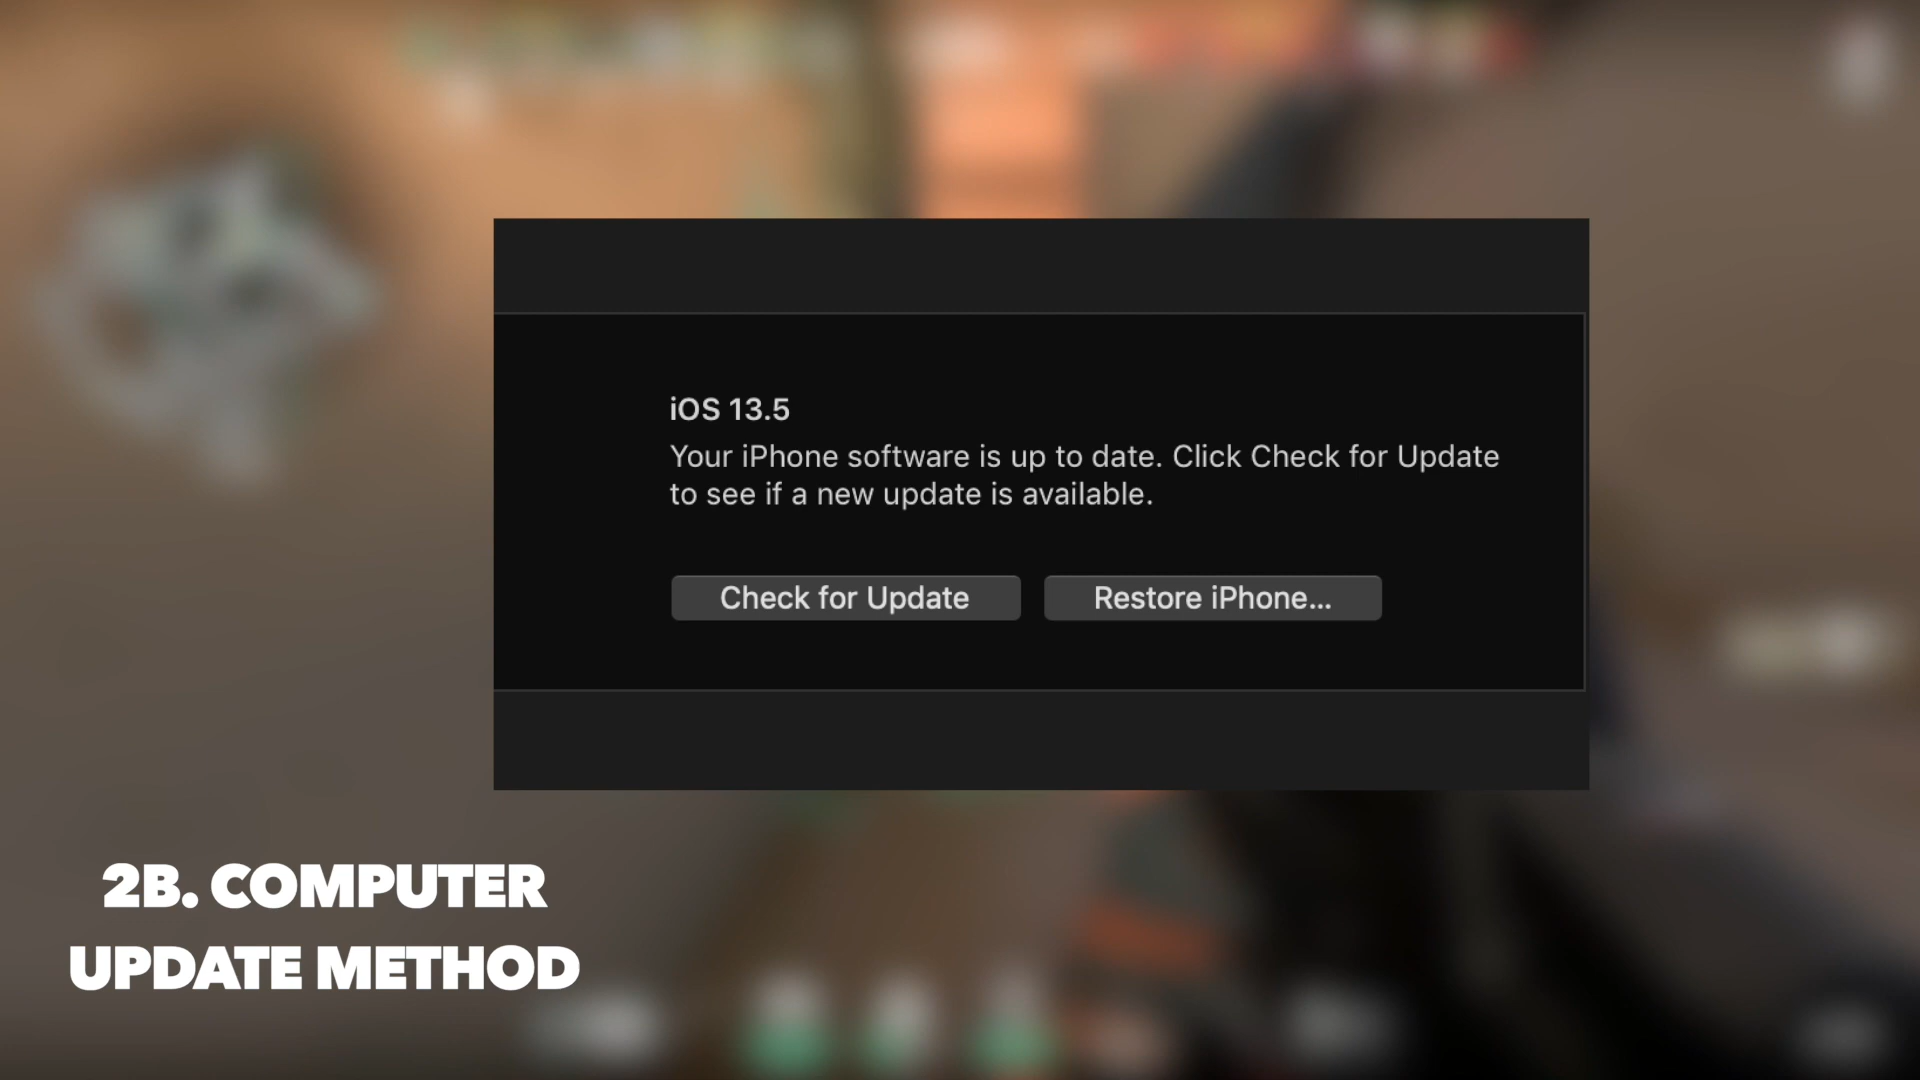 iOS 13.5
Your iPhone software is up to date. Click Check for Update
to see if a new update is available.
Check for Update
Restore iPhone...
2B. COMPUTER
UPDATE METHOD